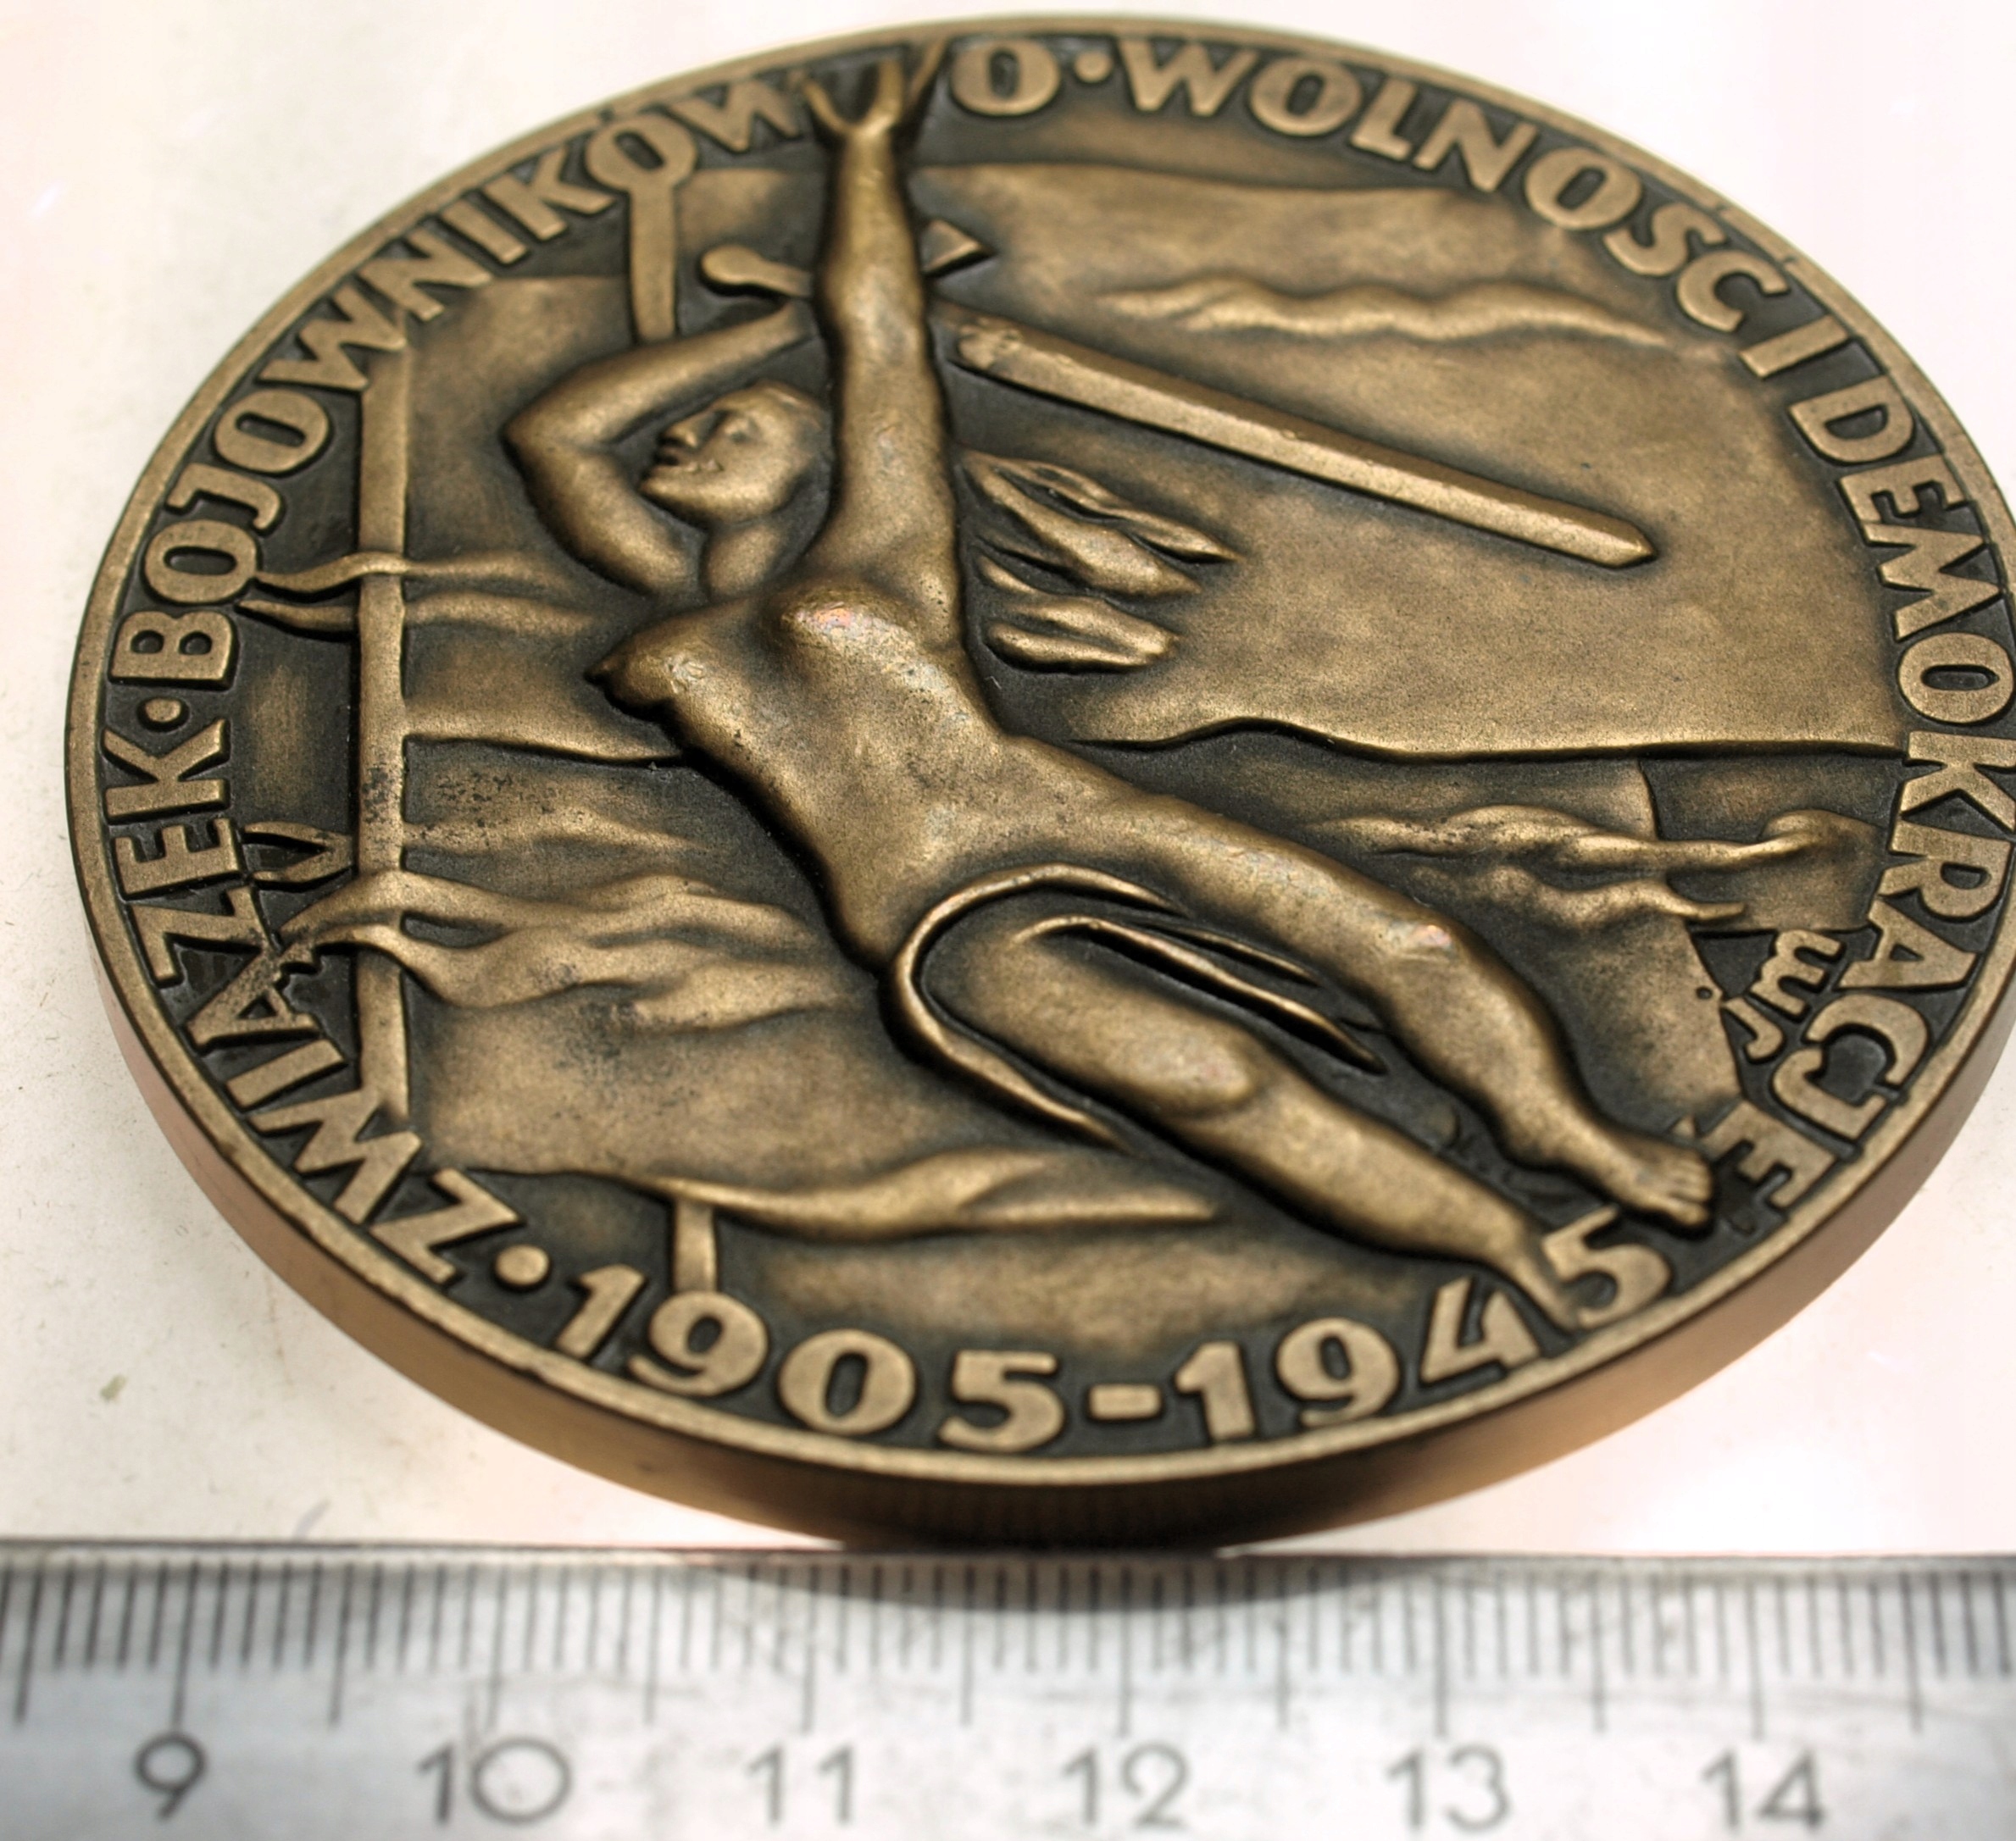 ZWIĄZEK·BOJOWNIKÓW O·WOLNOŚĆ I DEMOKRACJĘ
·1905-1945
9 10 11 12 13 14